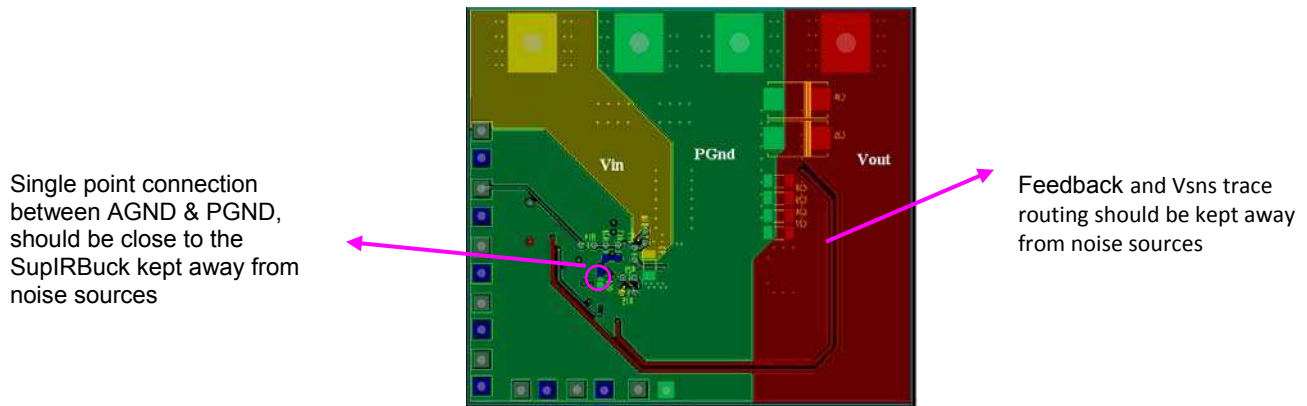 Single point connection
between AGND & PGND,
should be close to the
SupIRBuck kept away from
noise sources
Vin
PGnd
Vout
Feedback and Vsns trace
routing should be kept away
from noise sources